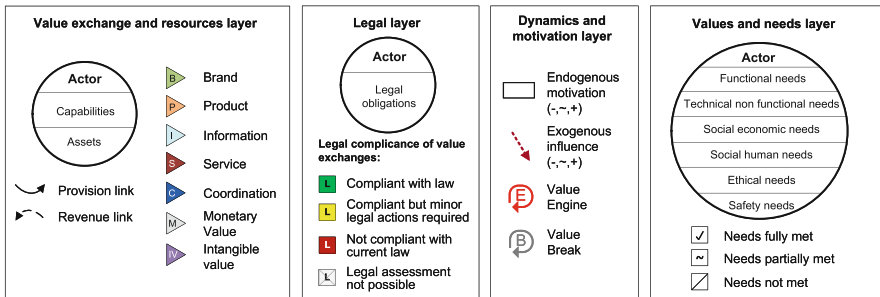 Value exchange and resources layer
Actor
Capabilities
Assets
Provision link
Revenue link
B Brand
P Product
I Information
S Service
C Coordination
M Monetary
Value
IV Intangible
value
Legal layer
Actor
Legal
obligations
Legal complicance of value
exchanges:
L Compliant with law
L Compliant but minor
legal actions required
L Not compliant with
current law
L Legal assessment
not possible
Dynamics and
motivation layer
Endogenous
motivation
(-,~,+)
Exogenous
influence
(-,~,+)
E Value
Engine
B Value
Break
Values and needs layer
Actor
Functional needs
Technical non functional needs
Social economic needs
Social human needs
Ethical needs
Safety needs
✓ Needs fully met
~ Needs partially met
Needs not met